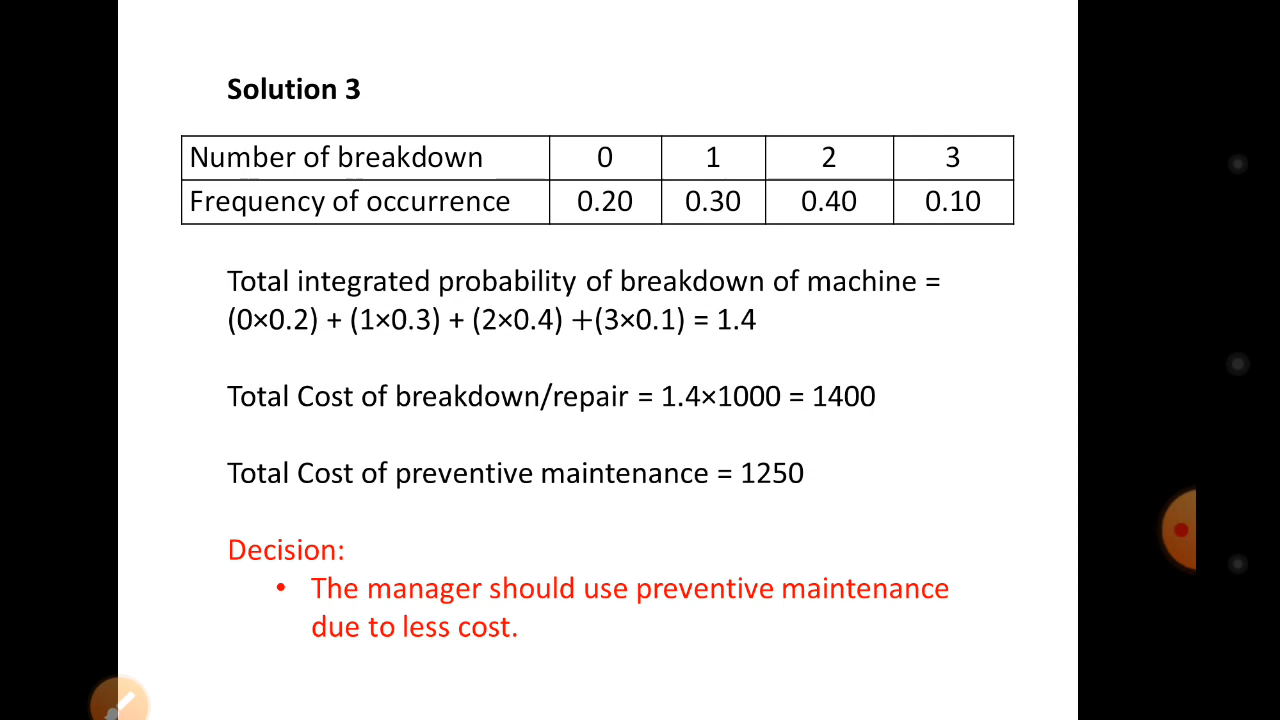 Solution 3
Number of breakdown 0 1 2 3
Frequency of occurrence 0.20 0.30 0.40 0.10
Total integrated probability of breakdown of machine =
(0×0.2) + (1×0.3) + (2×0.4) +(3×0.1) = 1.4
Total Cost of breakdown/repair = 1.4×1000 = 1400
Total Cost of preventive maintenance = 1250
Decision:
• The manager should use preventive maintenance
due to less cost.